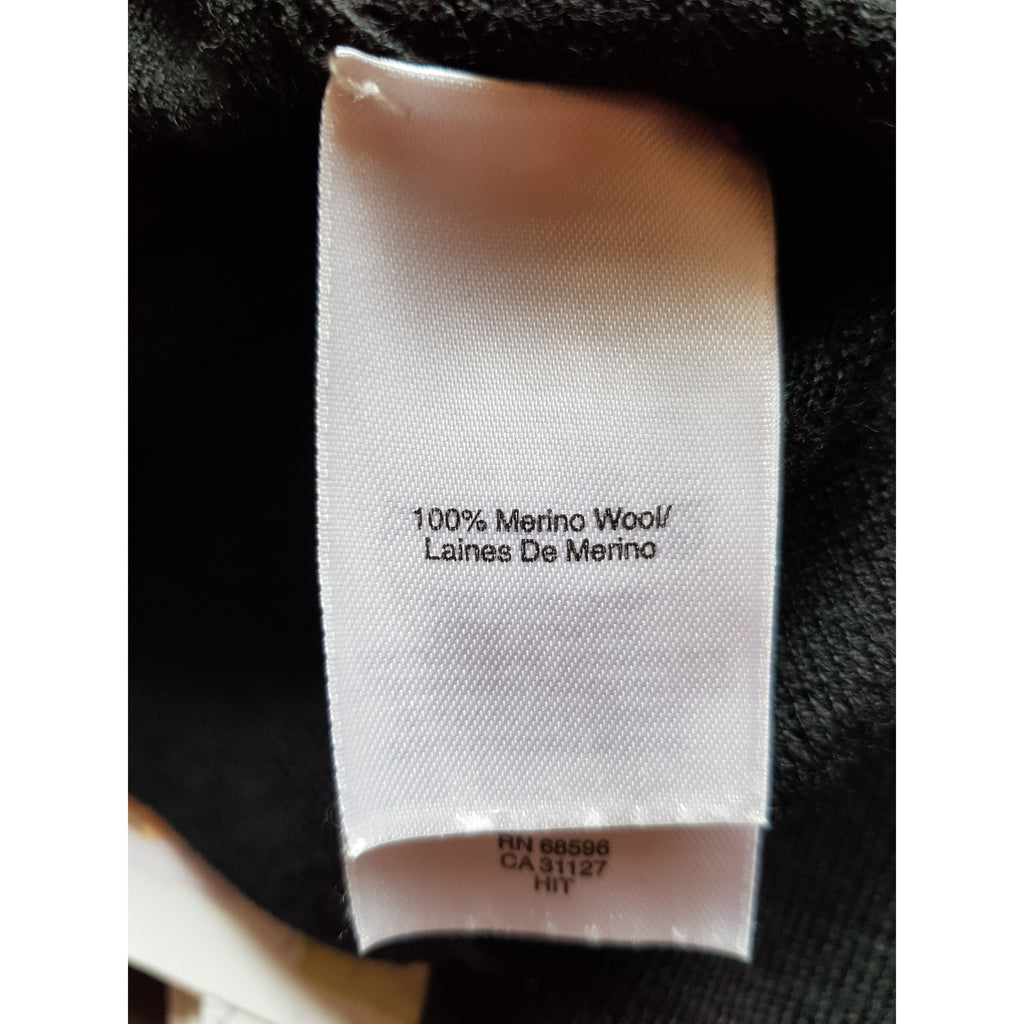 100% Merino Wool/
Laines De Merino
RN 68596
CA 31127
HIT